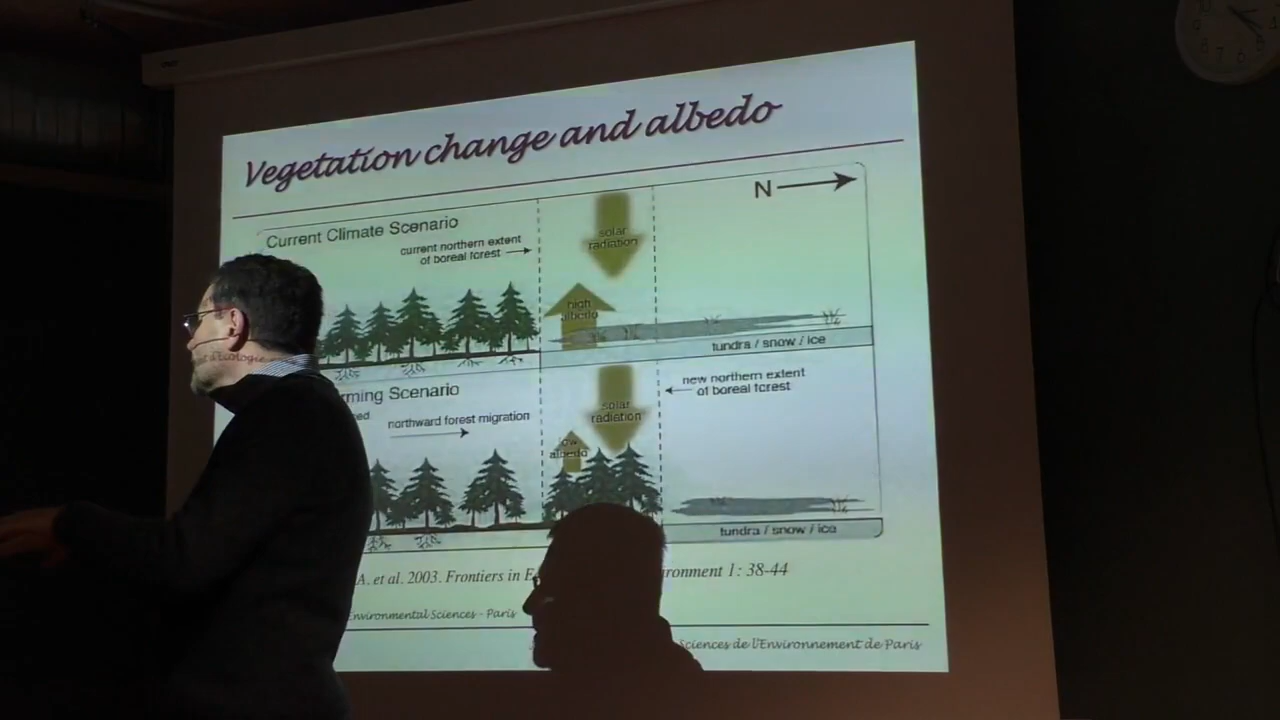 Vegetation change and albedo
N
Current Climate Scenario
current northern extent
of boreal forest
solar
radiation
high
albedo
tundra / snow / ice
rming Scenario
new northern extent
of boreal forest
northward forest migration
solar
radiation
low
albedo
tundra / snow / ice
A. et al. 2003. Frontiers in E ronment 1: 38-44
Environmental Sciences - Paris
Sciences de l'Environnement de Paris
t d'Ecologie